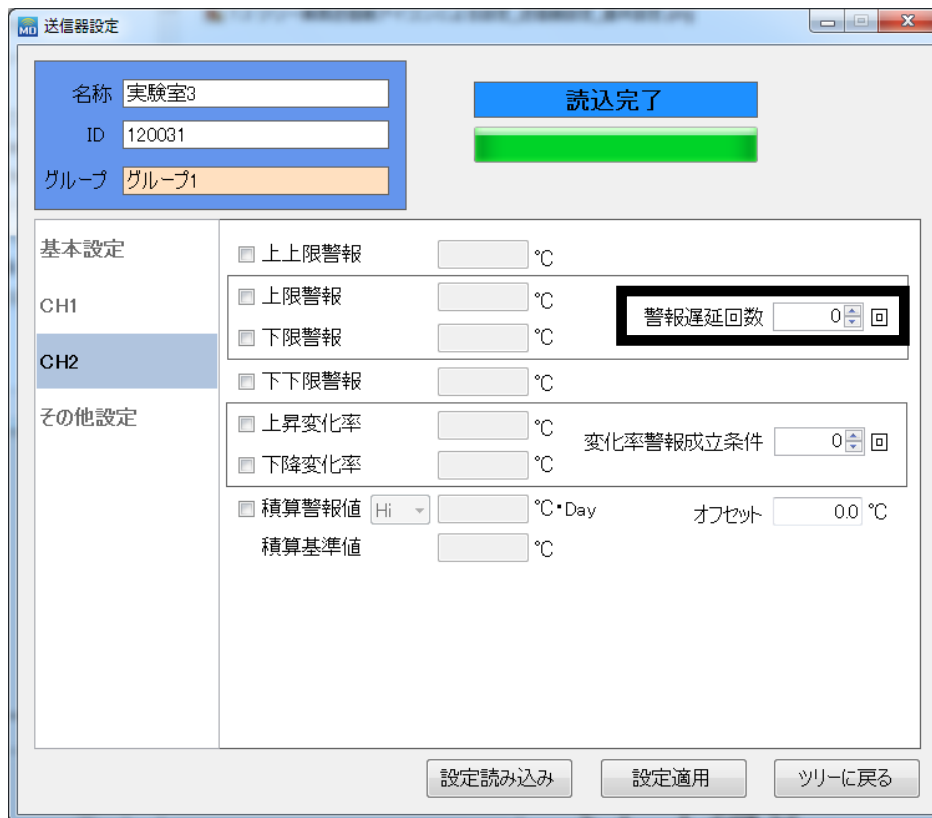 MD 送信器設定
名称 実験室3
ID 120031
グループ グループ1
読込完了
基本設定
CH1
CH2
その他設定
上上限警報 ℃
上限警報 ℃
下限警報 ℃
警報遅延回数 0 回
下下限警報 ℃
上昇変化率 ℃
下降変化率 ℃
変化率警報成立条件 0 回
積算警報値 Hi ℃・Day
オフセット 0.0 ℃
積算基準値 ℃
設定読み込み 設定適用 ツリーに戻る